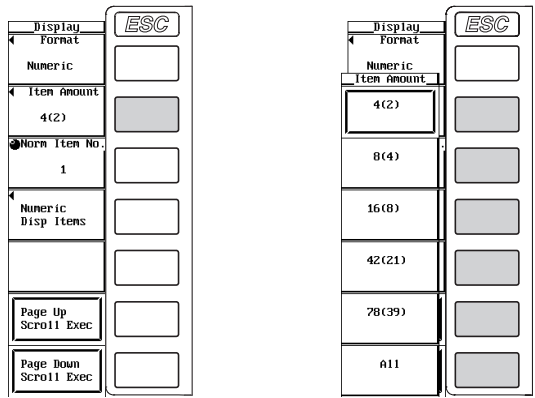 Display
ESC
Format
Numeric
Item Amount
4(2)
Norm Item No.
1
Numeric
Disp Items
Page Up
Scroll Exec
Page Down
Scroll Exec
Display
ESC
Format
Numeric
Item Amount
4(2)
8(4)
16(8)
42(21)
78(39)
All